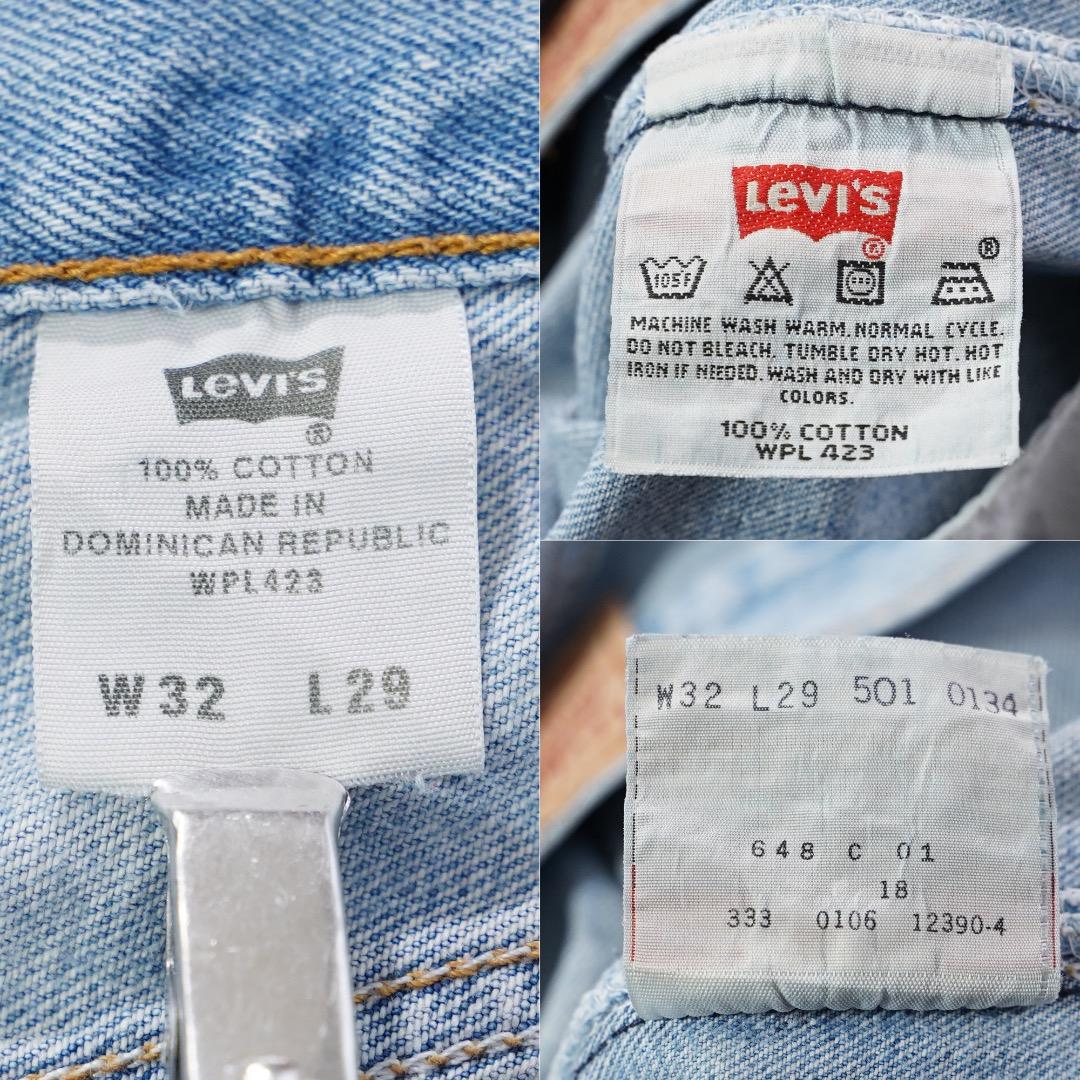 LEVI'S
®
100% COTTON
MADE IN
DOMINICAN REPUBLIC
WPL423
W32 L29
LEVI'S
®
105F ®
MACHINE WASH WARM. NORMAL CYCLE.
DO NOT BLEACH. TUMBLE DRY HOT. HOT
IRON IF NEEDED. WASH AND DRY WITH LIKE
COLORS.
100% COTTON
WPL 423
W32 L29 501 0134
648 C 01
18
333 0106 12390-4